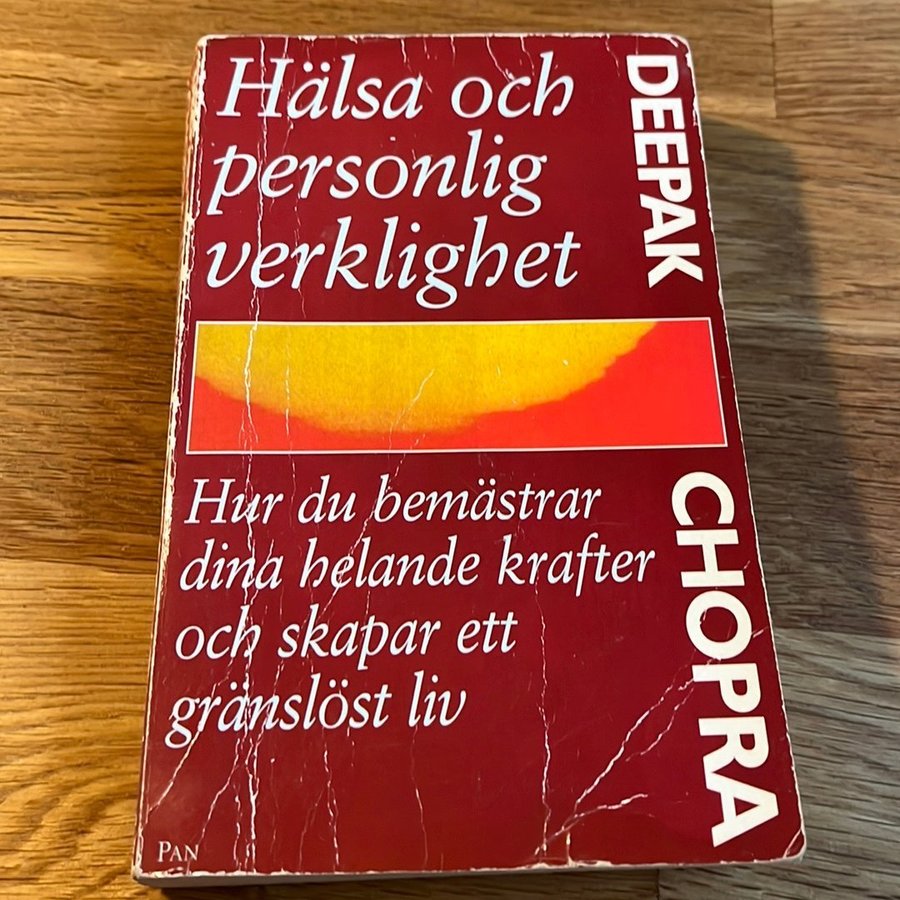 Hälsa och
personlig
verklighet
DEEPAK
CHOPRA
Hur du bemästrar
dina helande krafter
och skapar ett
gränslöst liv
PAN